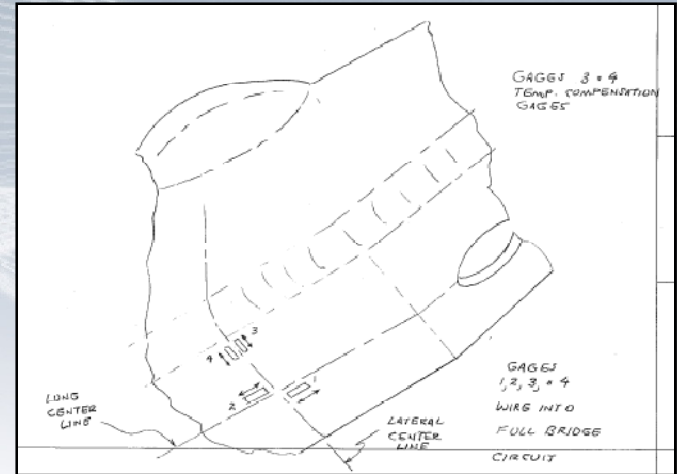 GAGES 3 & 4
TEMP. COMPENSATION
GAGES
3
4
1
2
LONG
CENTER
LINE
LATERAL
CENTER
LINE
GAGES
1, 2, 3, & 4
WIRE INTO
FULL BRIDGE
CIRCUIT